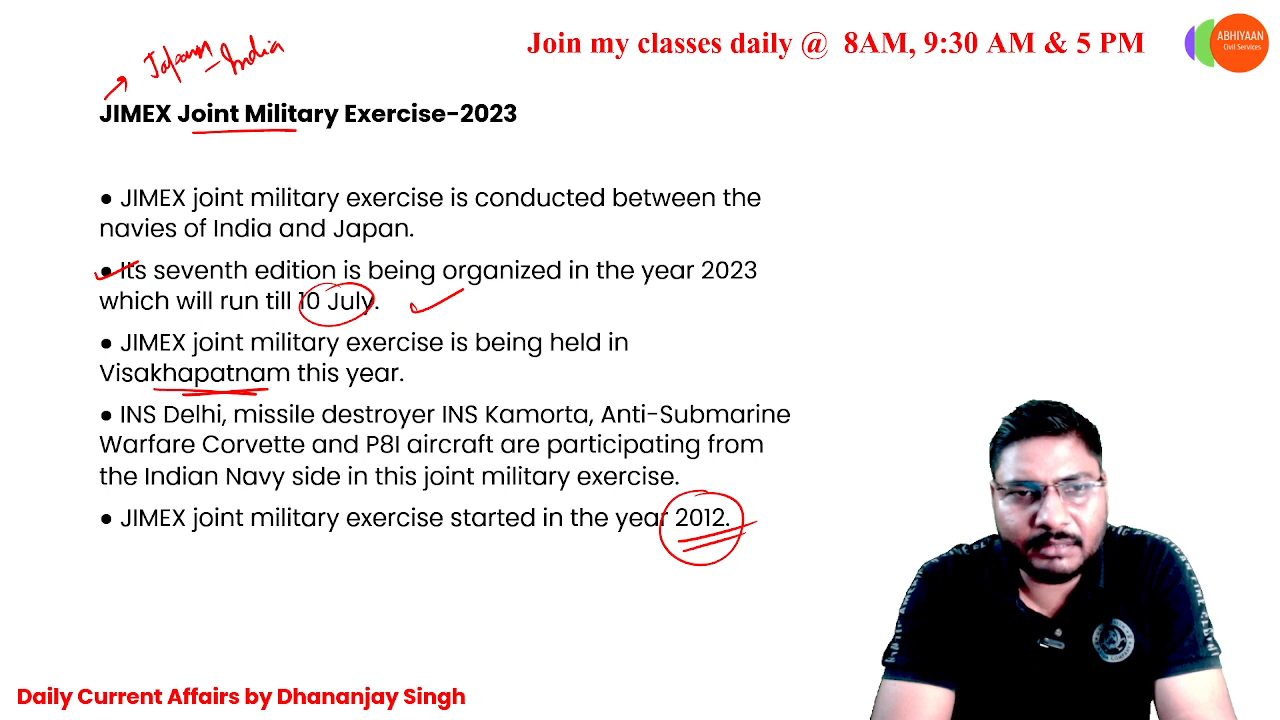 Join my classes daily @ 8AM, 9:30 AM & 5 PM
ABHIYAAN
Civil Services
Japan - India
JIMEX Joint Military Exercise-2023
● JIMEX joint military exercise is conducted between the
navies of India and Japan.
● Its seventh edition is being organized in the year 2023
which will run till 10 July.
● JIMEX joint military exercise is being held in
Visakhapatnam this year.
● INS Delhi, missile destroyer INS Kamorta, Anti-Submarine
Warfare Corvette and P8I aircraft are participating from
the Indian Navy side in this joint military exercise.
● JIMEX joint military exercise started in the year 2012.
Daily Current Affairs by Dhananjay Singh